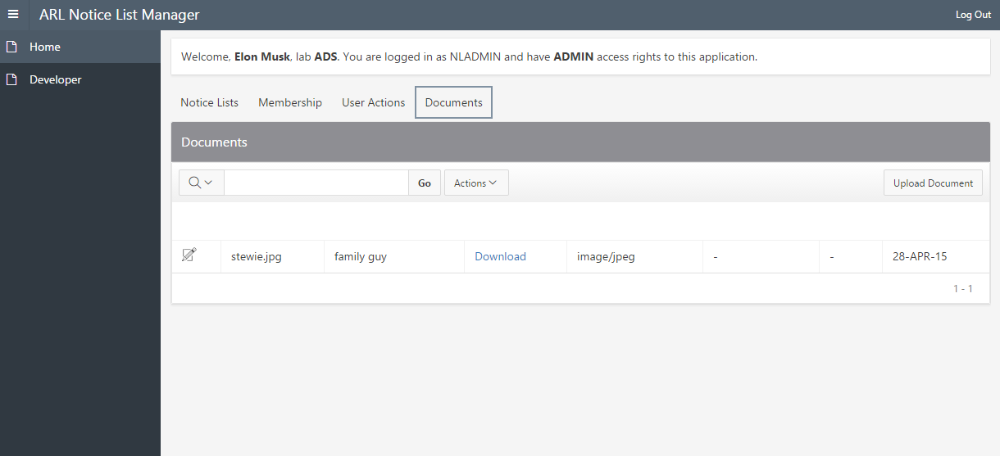 ARL Notice List Manager
Log Out
Home
Developer
Welcome, Elon Musk, lab ADS. You are logged in as NLADMIN and have ADMIN access rights to this application.
Notice Lists Membership User Actions Documents
Documents
Go Actions Upload Document
stewie.jpg family guy Download image/jpeg - - 28-APR-15
1 - 1